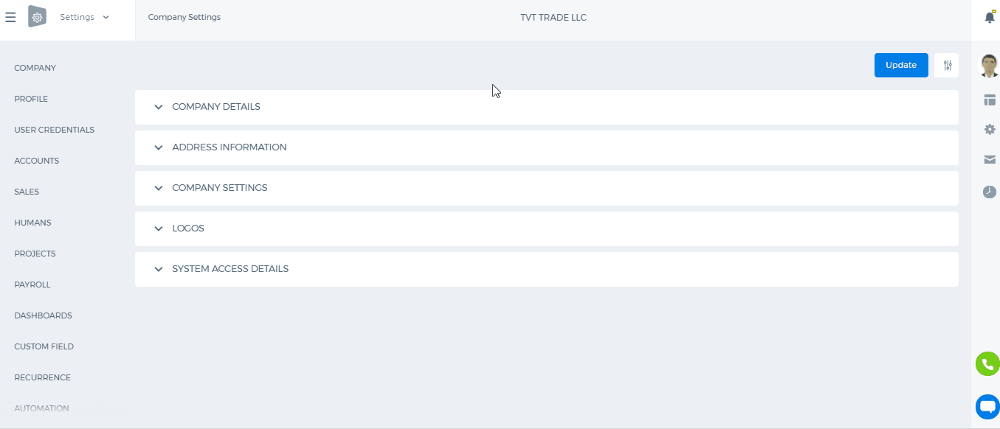 Settings
Company Settings
TVT TRADE LLC
COMPANY
PROFILE
USER CREDENTIALS
ACCOUNTS
SALES
HUMANS
PROJECTS
PAYROLL
DASHBOARDS
CUSTOM FIELD
RECURRENCE
AUTOMATION
Update
COMPANY DETAILS
ADDRESS INFORMATION
COMPANY SETTINGS
LOGOS
SYSTEM ACCESS DETAILS